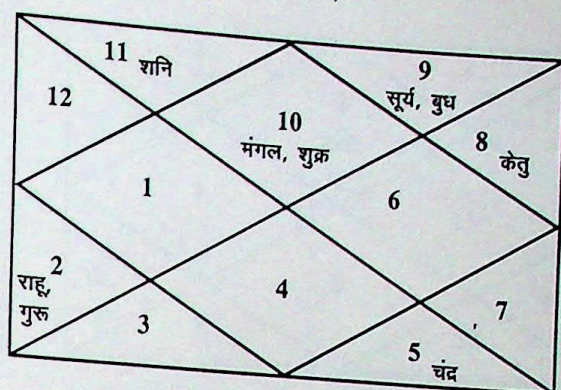 11 शनि
9
सूर्य, बुध
12
10
मंगल, शुक्र
8
केतु
1
6
2
राहू,
गुरू
4
7
3
5 चंद्र